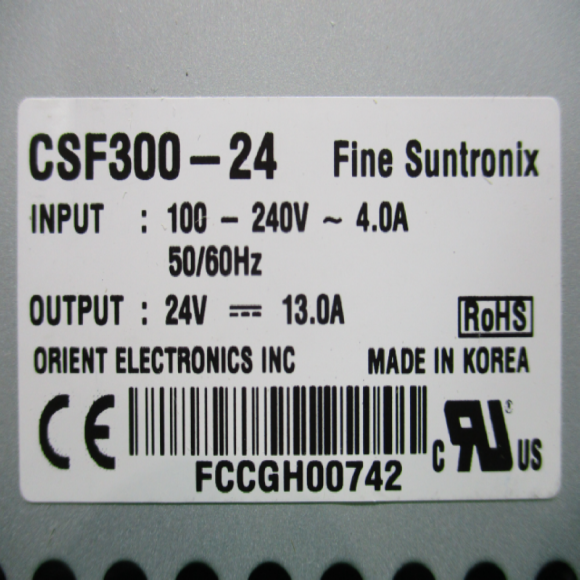 CSF300-24 Fine Suntronix
INPUT : 100 - 240V ~ 4.0A
50/60Hz
OUTPUT : 24V ⎓ 13.0A
RoHS
ORIENT ELECTRONICS INC MADE IN KOREA
CE
FCCGH00742
c RU® US